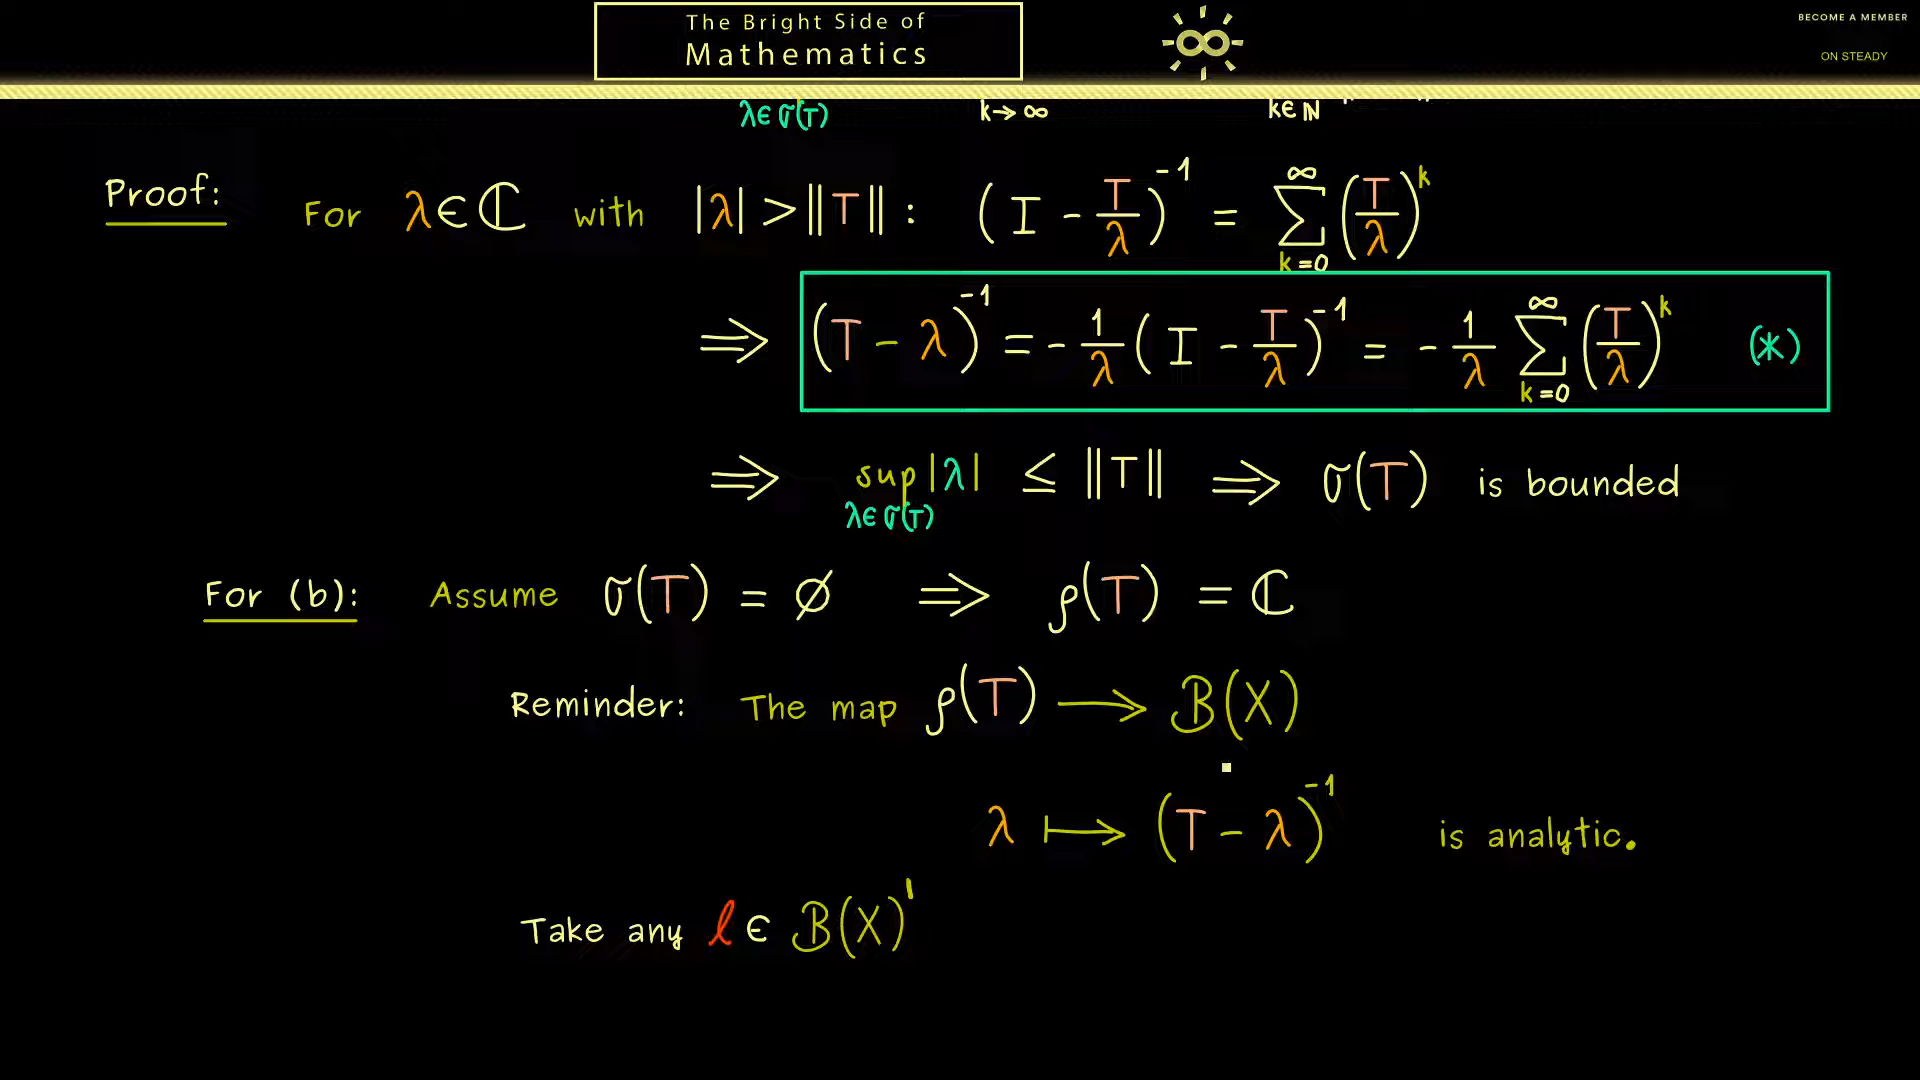 The Bright Side of
Mathematics
BECOME A MEMBER
ON STEADY
λ∈σ(T) k→∞ k∈ℕ
Proof: For λ∈ℂ with |λ| > ‖T‖ : (I - T/λ)⁻¹ = ∑_{k=0}^∞ (T/λ)^k
⇒ (T - λ)⁻¹ = - 1/λ (I - T/λ)⁻¹ = - 1/λ ∑_{k=0}^∞ (T/λ)^k (*)
⇒ sup_{λ∈σ(T)} |λ| ≤ ‖T‖ ⇒ σ(T) is bounded
For (b): Assume σ(T) = ∅ ⇒ ρ(T) = ℂ
Reminder: The map ρ(T) ⟶ B(X)
λ ⟼ (T - λ)⁻¹ is analytic.
Take any ℓ ∈ B(X)'